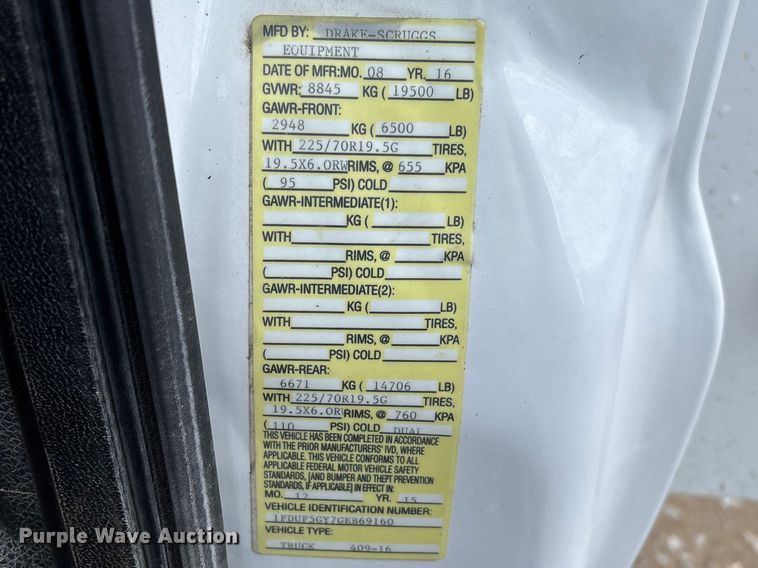 MFD BY: DRAKE-SCRUGGS
EQUIPMENT
DATE OF MFR:MO. 08 YR. 16
GVWR: 8845 KG ( 19500 LB)
GAWR-FRONT:
2948 KG ( 6500 LB)
WITH 225/70R19.5G TIRES,
19.5X6.0RW RIMS, @ 655 KPA
( 95 PSI) COLD
GAWR-INTERMEDIATE(1):
KG ( LB)
WITH TIRES,
RIMS, @ KPA
( PSI) COLD
GAWR-INTERMEDIATE(2):
KG ( LB)
WITH TIRES,
RIMS, @ KPA
( PSI) COLD
GAWR-REAR:
6671 KG ( 14706 LB)
WITH 225/70R19.5G TIRES,
19.5X6.0RW RIMS, @ 760 KPA
( 110 PSI) COLD DUAL
THIS VEHICLE HAS BEEN COMPLETED IN ACCORDANCE
WITH THE PRIOR MANUFACTURERS' IVD, WHERE
APPLICABLE. THIS VEHICLE CONFORMS TO ALL
APPLICABLE FEDERAL MOTOR VEHICLE SAFETY
STANDARDS, [AND BUMPER AND THEFT PREVENTION
STANDARDS, IF APPLICABLE] IN EFFECT IN
MO. 12 YR. 15
VEHICLE IDENTIFICATION NUMBER:
1FDUF5GY7GEB69160
VEHICLE TYPE:
TRUCK 409-16
Purple Wave Auction